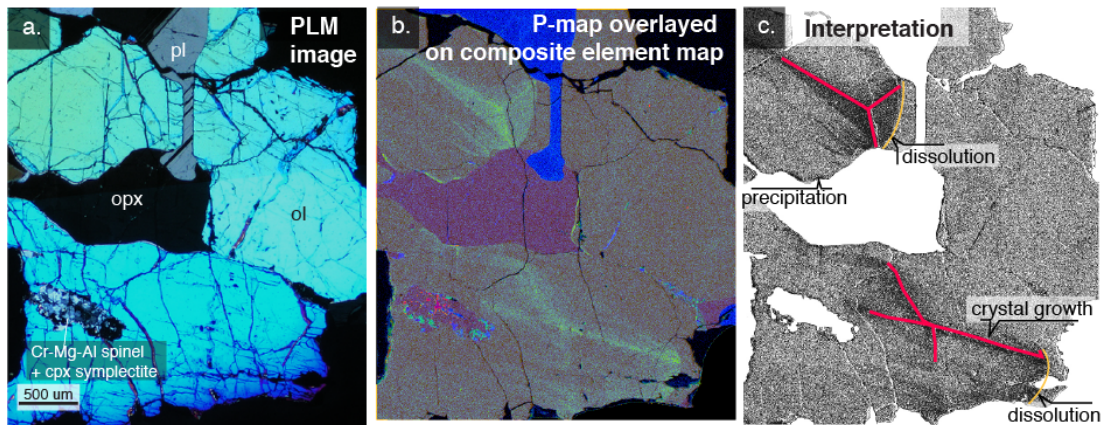 a.
PLM
image
pl
opx
ol
Cr-Mg-Al spinel
+ cpx symplectite
500 um
b.
P-map overlayed
on composite element map
c.
Interpretation
dissolution
precipitation
crystal growth
dissolution